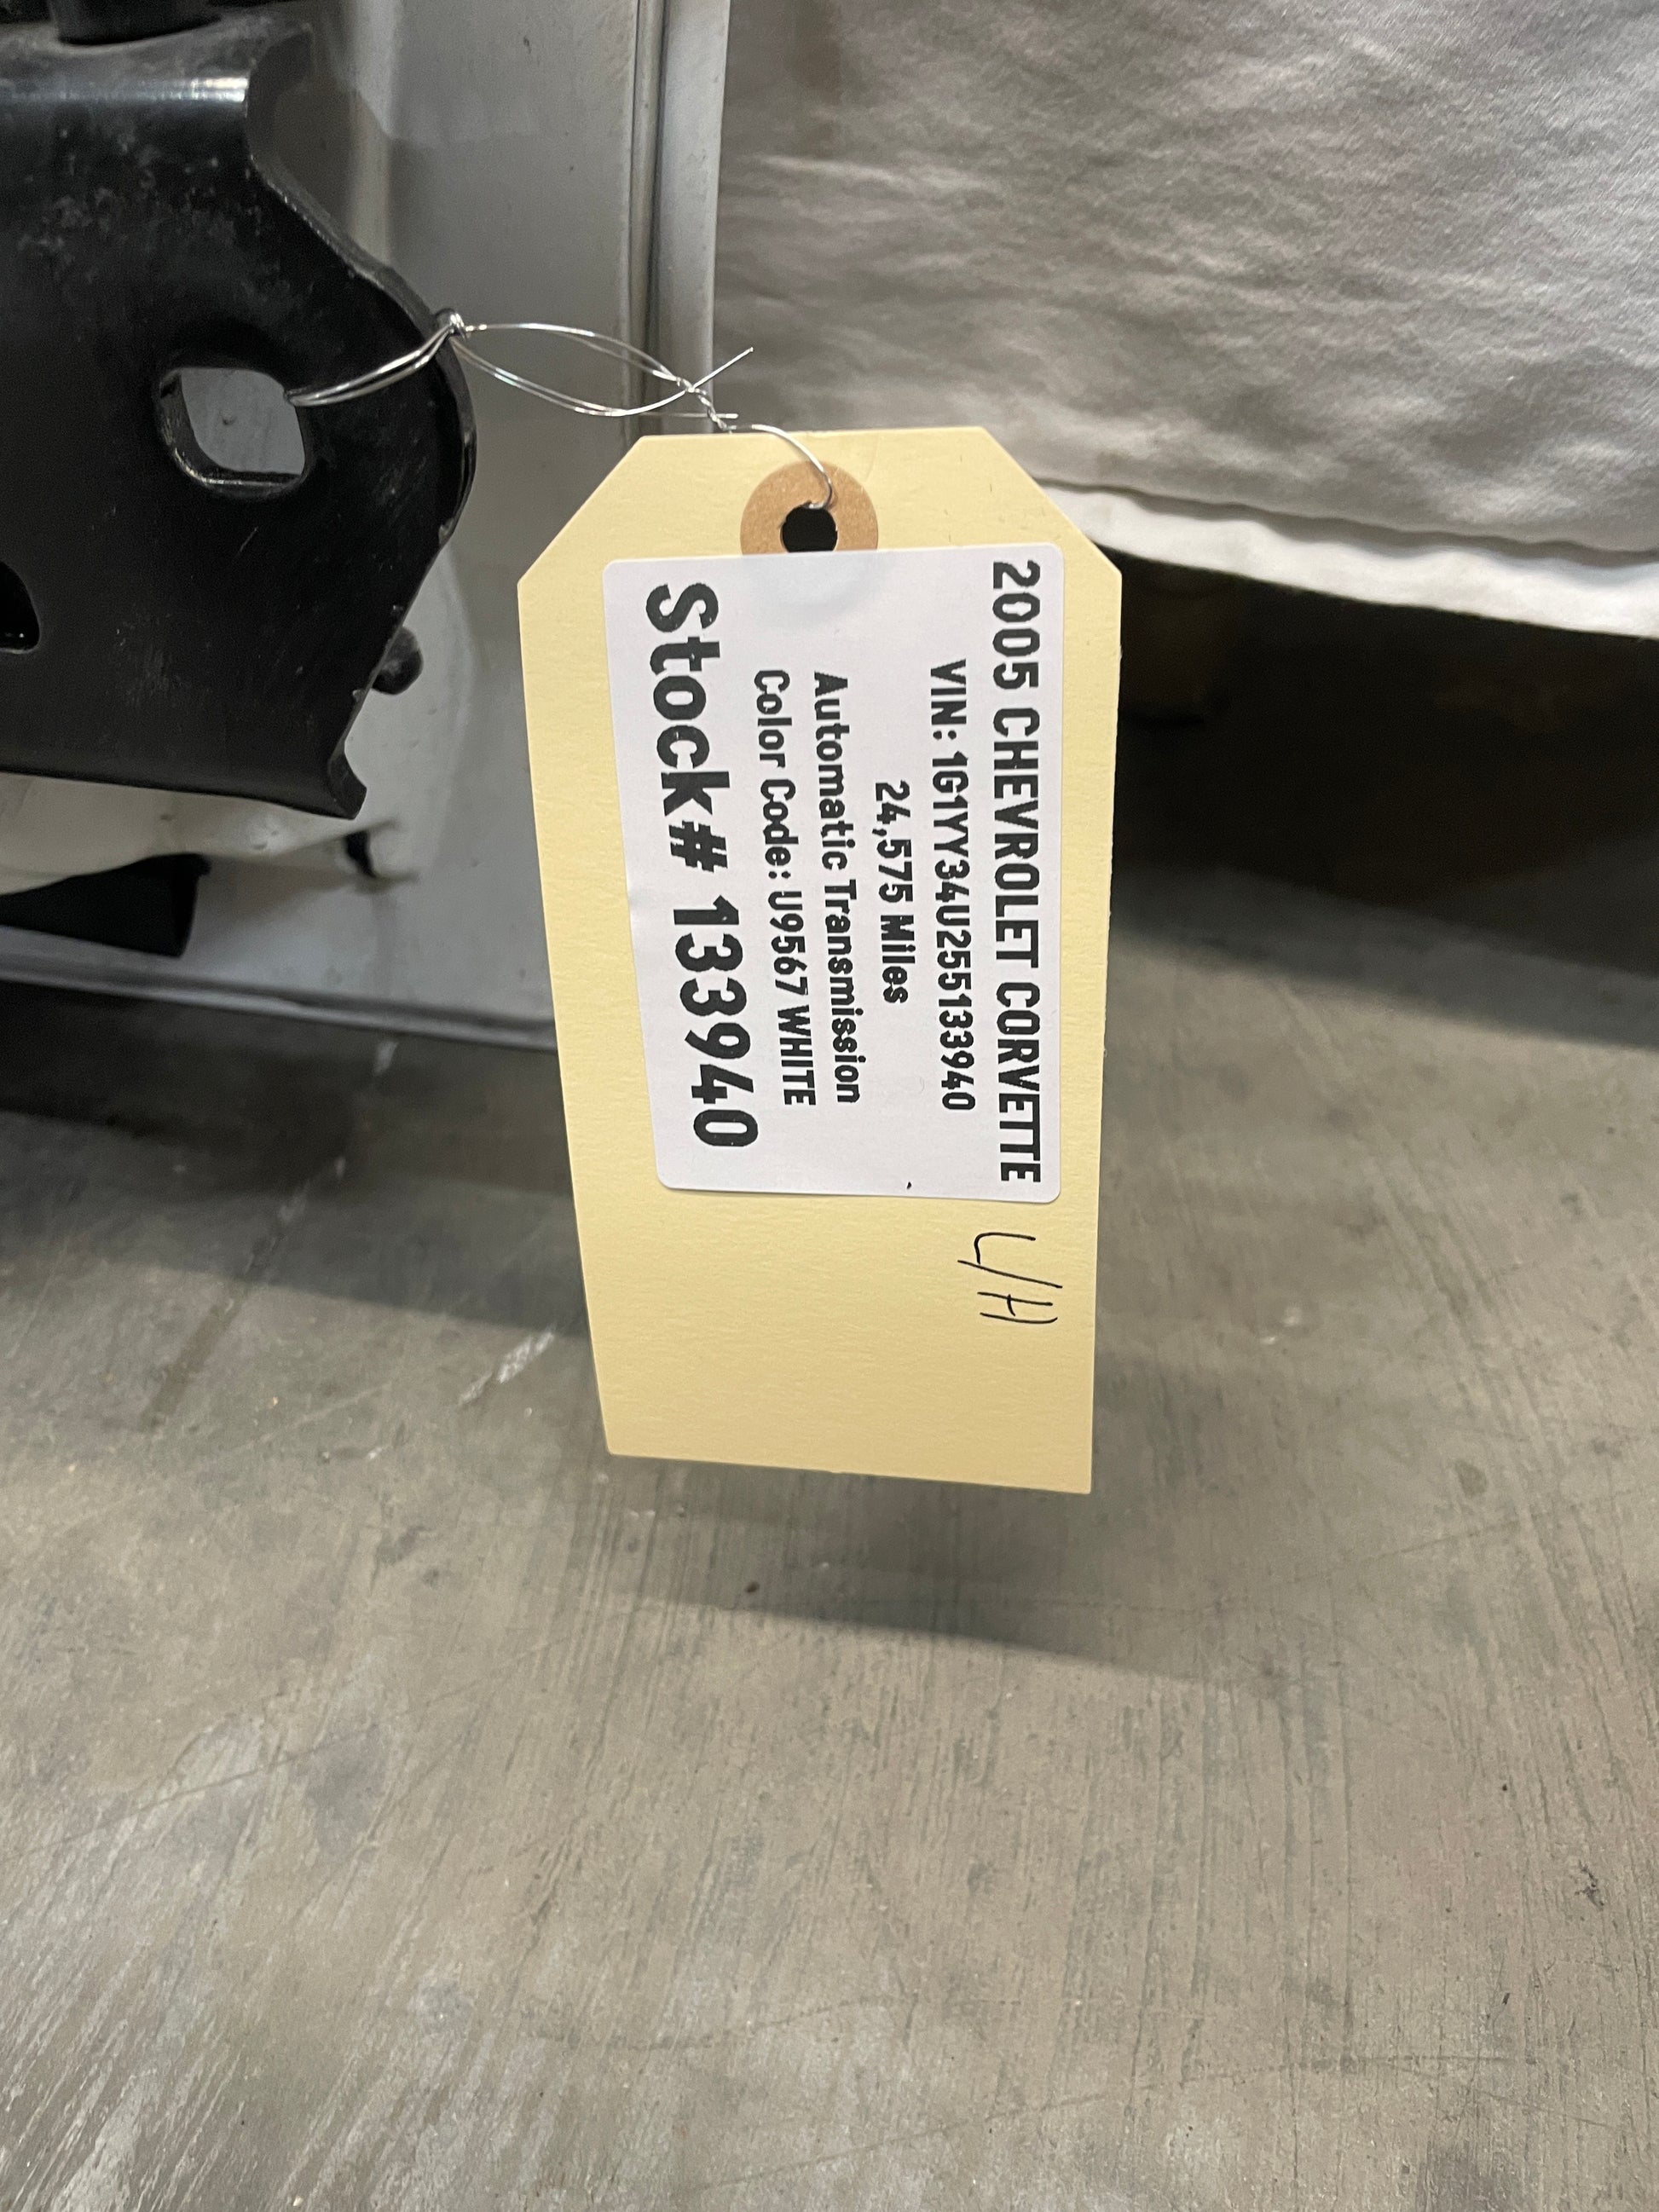 2005 CHEVROLET CORVETTE
VIN: 1G1YY34U255133940
24,575 Miles
Automatic Transmission
Color Code: U9567 WHITE
Stock# 133940
L/H